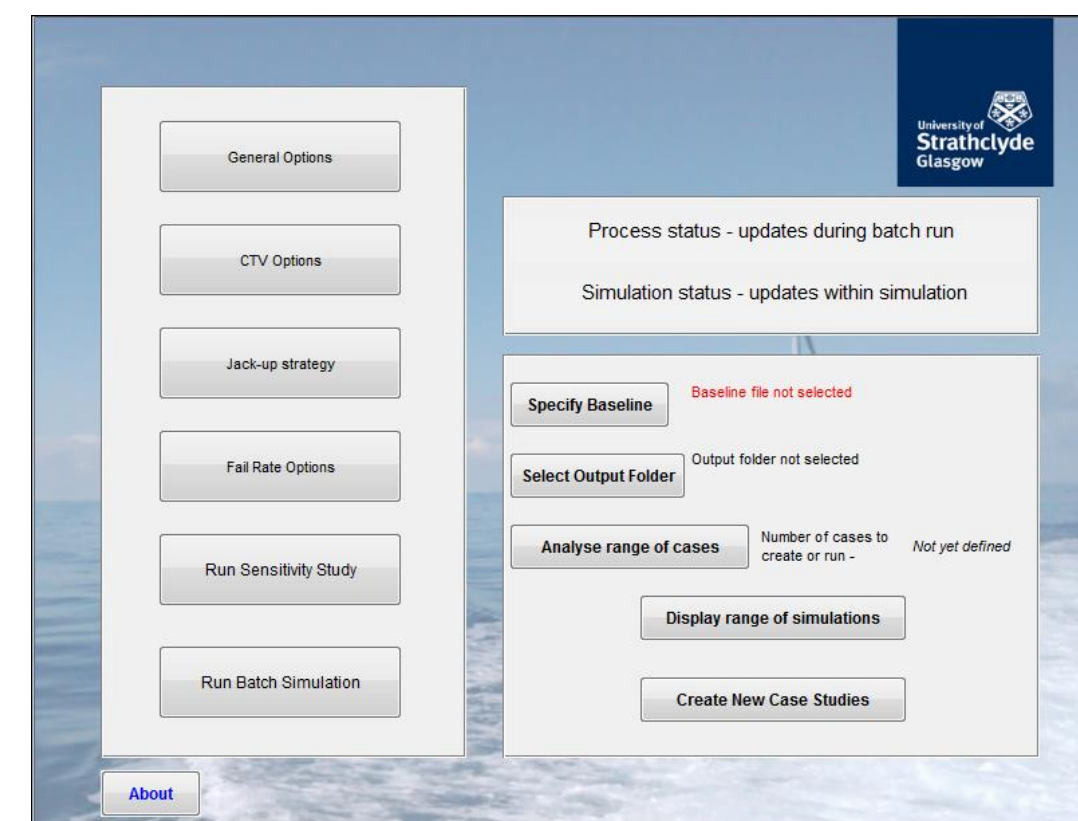 University of
Strathclyde
Glasgow
General Options
CTV Options
Jack-up strategy
Fail Rate Options
Run Sensitivity Study
Run Batch Simulation
Process status - updates during batch run
Simulation status - updates within simulation
Specify Baseline
Baseline file not selected
Select Output Folder
Output folder not selected
Analyse range of cases
Number of cases to
create or run -
Not yet defined
Display range of simulations
Create New Case Studies
About